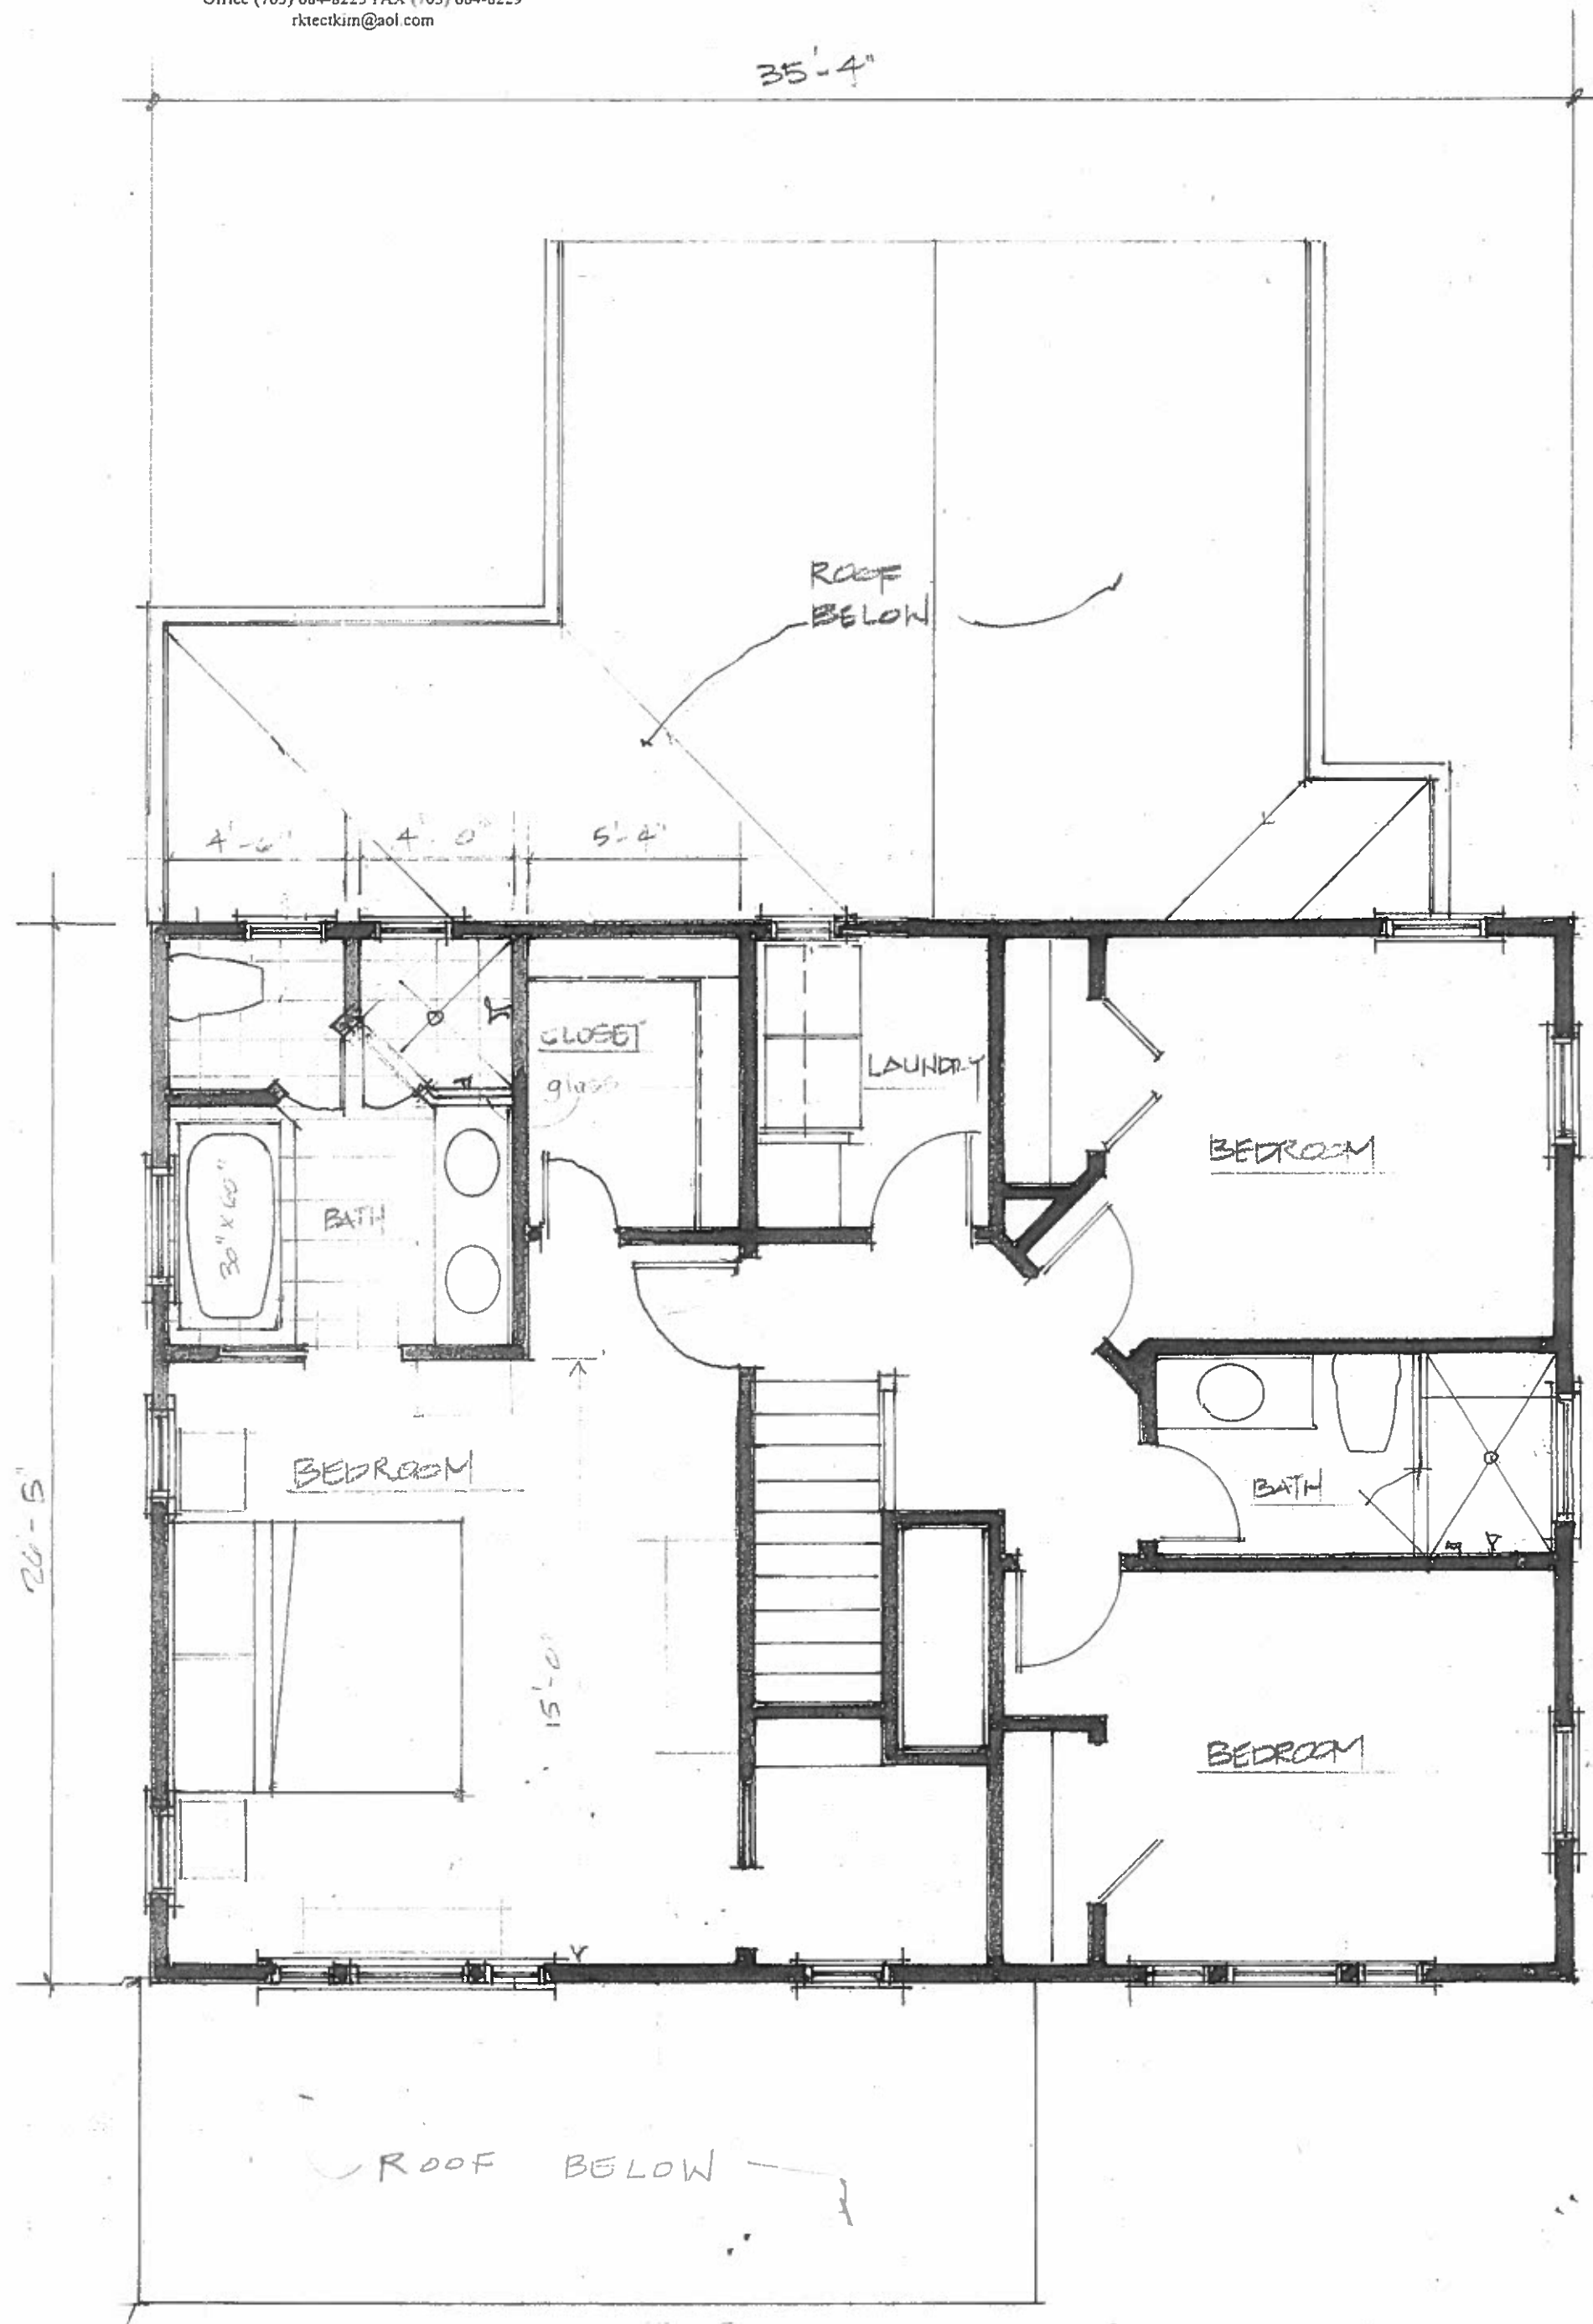 rktectkim@aol.com
35'-4"
ROOF
BELOW
4'-6"
4'-0"
5'-4"
CLOSET
glass
LAUNDRY
BEDROOM
30" X 60"
BATH
BEDROOM
BATH
26'-5"
15'-0"
BEDROOM
ROOF BELOW